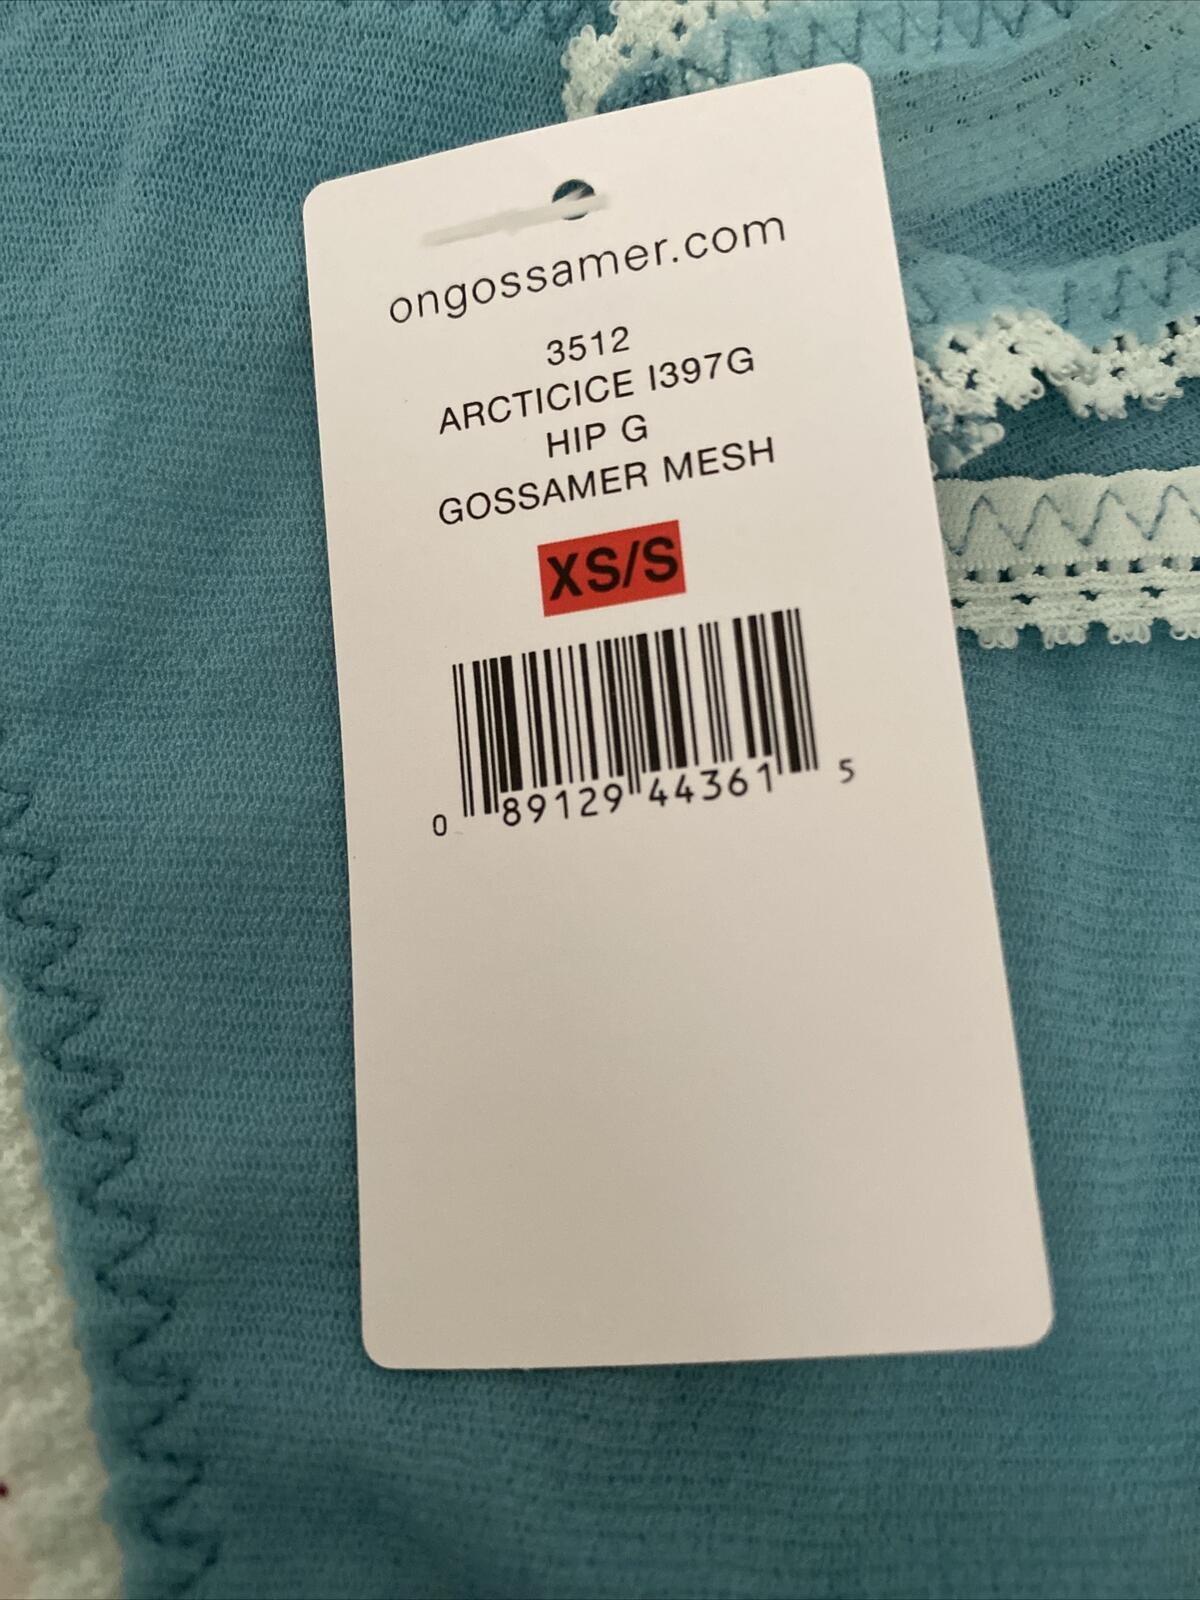 ongossamer.com
3512
ARCTICICE I397G
HIP G
GOSSAMER MESH
XS/S
0 89129 44361 5